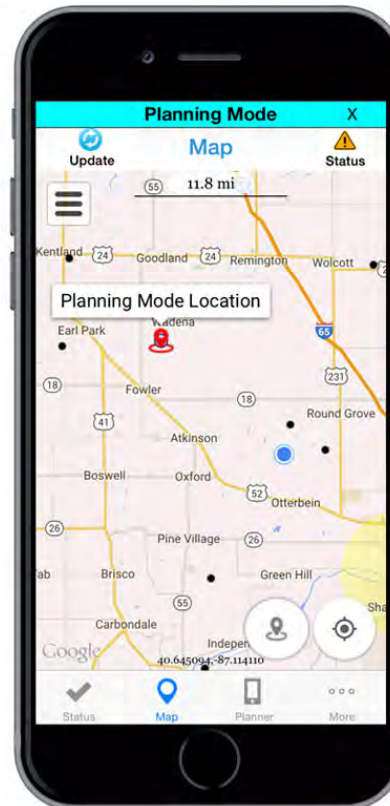 Planning Mode X
Update Map Status
55 11.8 mi
Kentland 24 Goodland 24 Remington Wolcott
Planning Mode Location
Wadena
Earl Park 65
231
18 Fowler 18
Round Grove
41
Atkinson
Boswell Oxford
52
Otterbein
26
Pine Village 26
Brisco Green Hill
55
Carbondale
Google
40.645094,-87.114110
Status Map Planner More